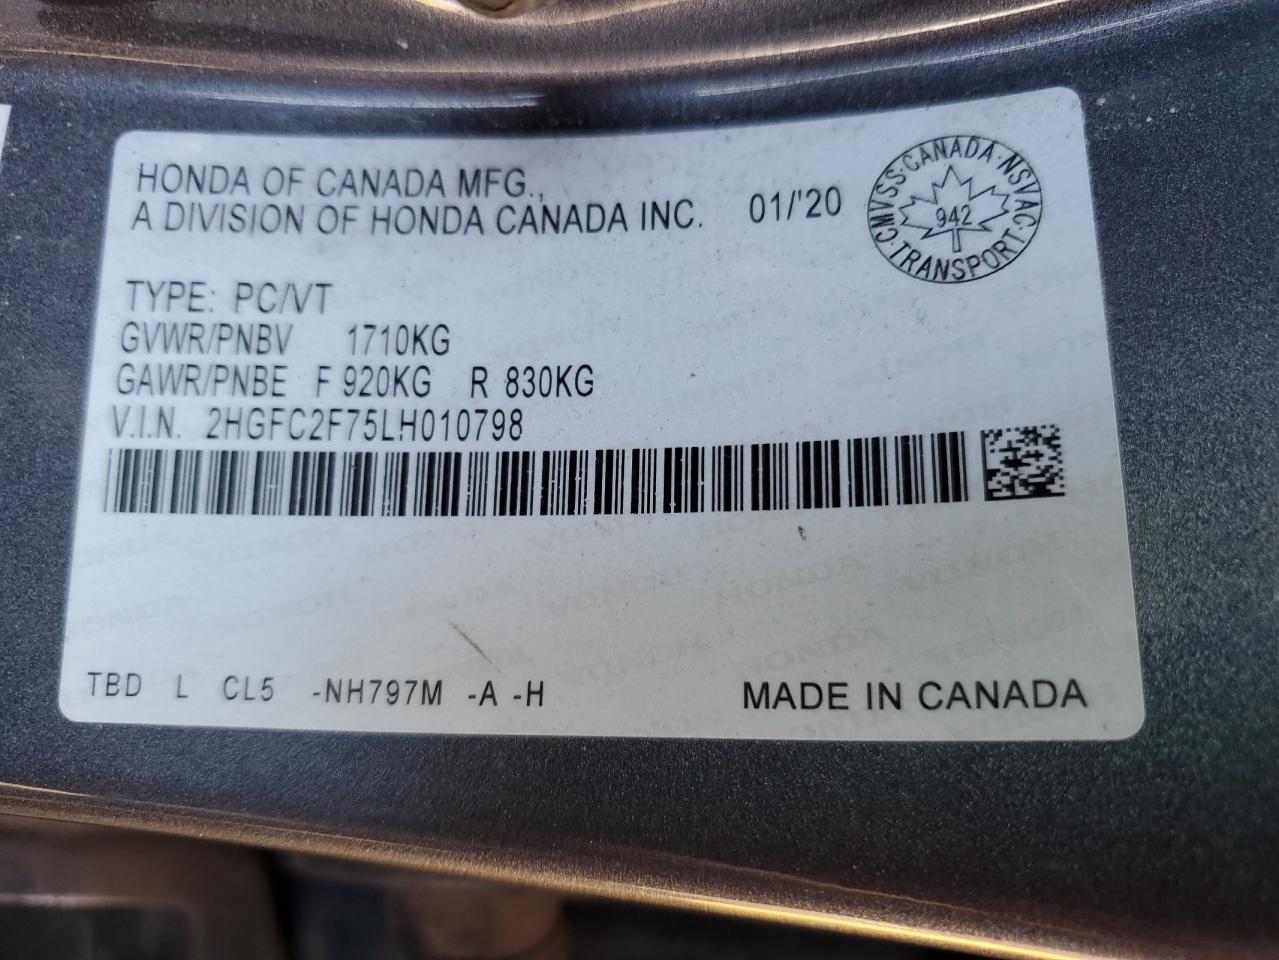 HONDA OF CANADA MFG.,
A DIVISION OF HONDA CANADA INC. 01/'20
CMVSS·CANADA·NSVAC·TRANSPORT·
942
TYPE: PC/VT
GVWR/PNBV 1710KG
GAWR/PNBE F 920KG R 830KG
V.I.N. 2HGFC2F75LH010798
TBD L CL5 -NH797M -A -H MADE IN CANADA